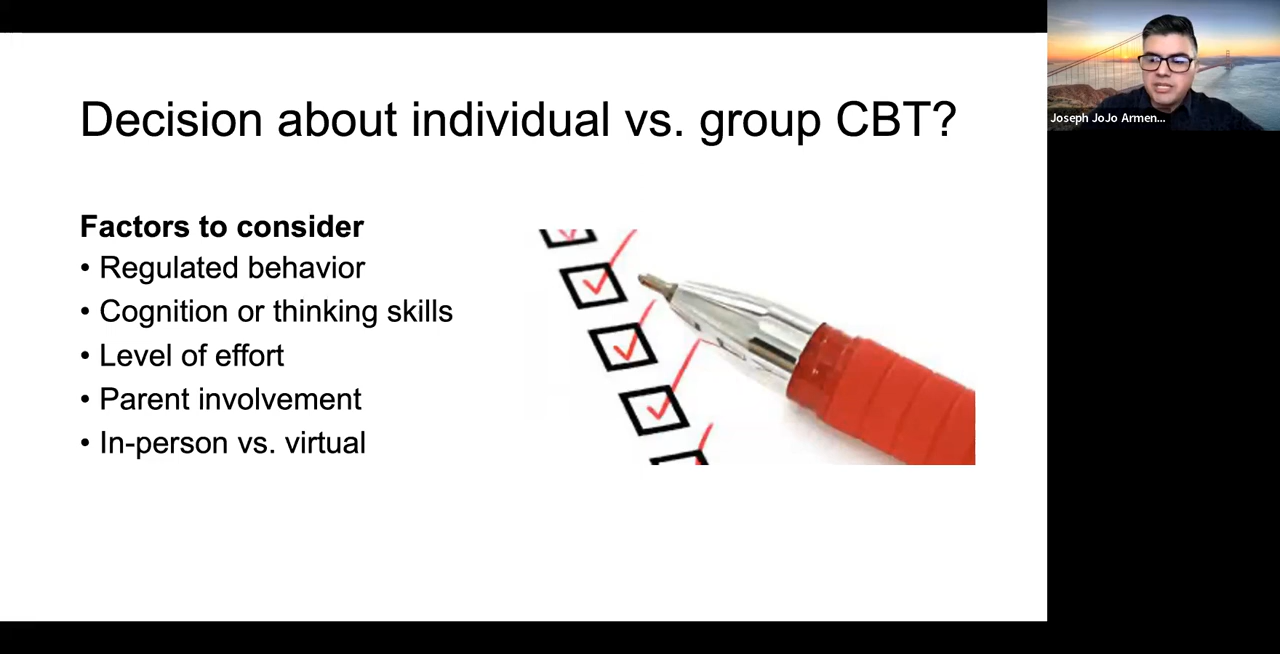 Decision about individual vs. group CBT?
Factors to consider
• Regulated behavior
• Cognition or thinking skills
• Level of effort
• Parent involvement
• In-person vs. virtual
Joseph JoJo Armen...